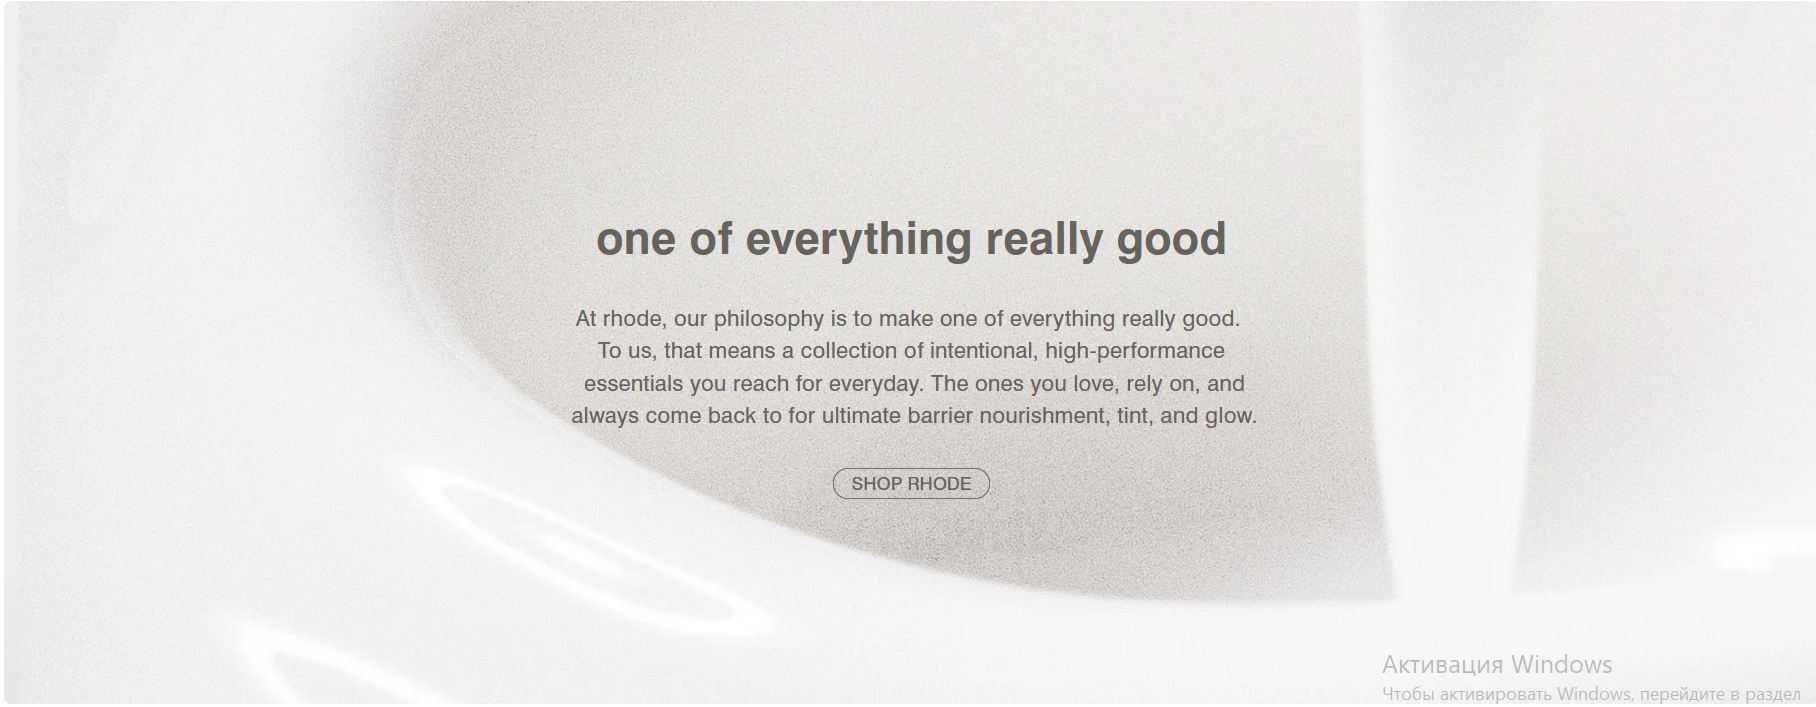 one of everything really good
At rhode, our philosophy is to make one of everything really good.
To us, that means a collection of intentional, high-performance
essentials you reach for everyday. The ones you love, rely on, and
always come back to for ultimate barrier nourishment, tint, and glow.
SHOP RHODE
Активация Windows
Чтобы активировать Windows, перейдите в раздел